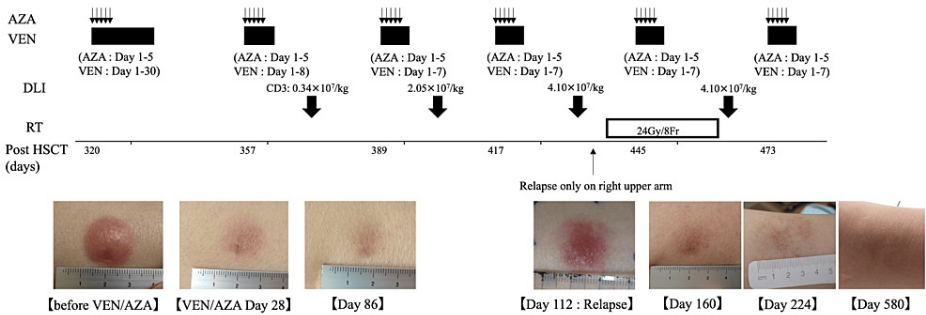 AZA
VEN
(AZA : Day 1-5
VEN : Day 1-30)
(AZA : Day 1-5
VEN : Day 1-8)
(AZA : Day 1-5
VEN : Day 1-7)
(AZA : Day 1-5
VEN : Day 1-7)
(AZA : Day 1-5
VEN : Day 1-7)
(AZA : Day 1-5
VEN : Day 1-7)
DLI
CD3: 0.34×10⁷/kg
2.05×10⁷/kg
4.10×10⁷/kg
4.10×10⁷/kg
RT
24Gy/8Fr
Post HSCT
(days)
320
357
389
417
445
473
Relapse only on right upper arm
【before VEN/AZA】
【VEN/AZA Day 28】
【Day 86】
【Day 112 : Relapse】
【Day 160】
【Day 224】
【Day 580】